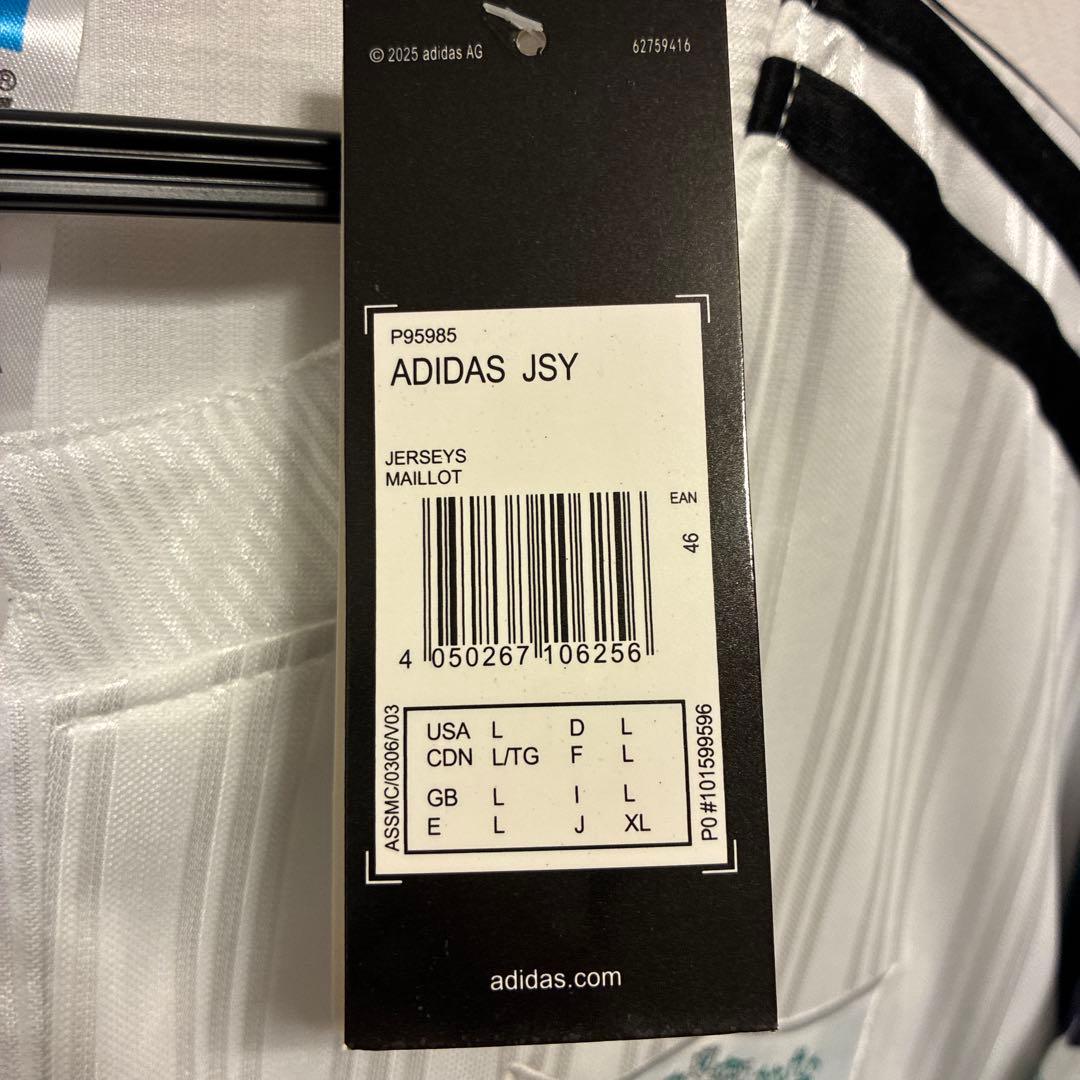 © 2025 adidas AG
62759416
P95985
ADIDAS JSY
JERSEYS
MAILLOT
EAN
46
4 050267 106256
ASSMC/0306/V03
USA L D L
CDN L/TG F L
GB L I L
E L J XL
PO#101599596
adidas.com